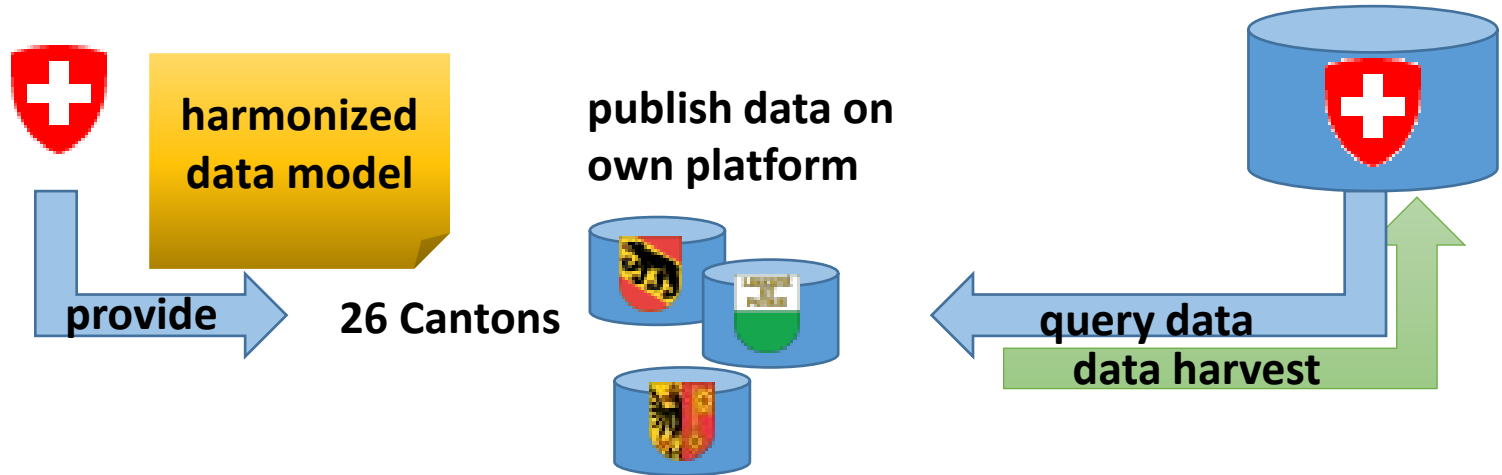 harmonized
data model
provide
26 Cantons
publish data on
own platform
query data
data harvest